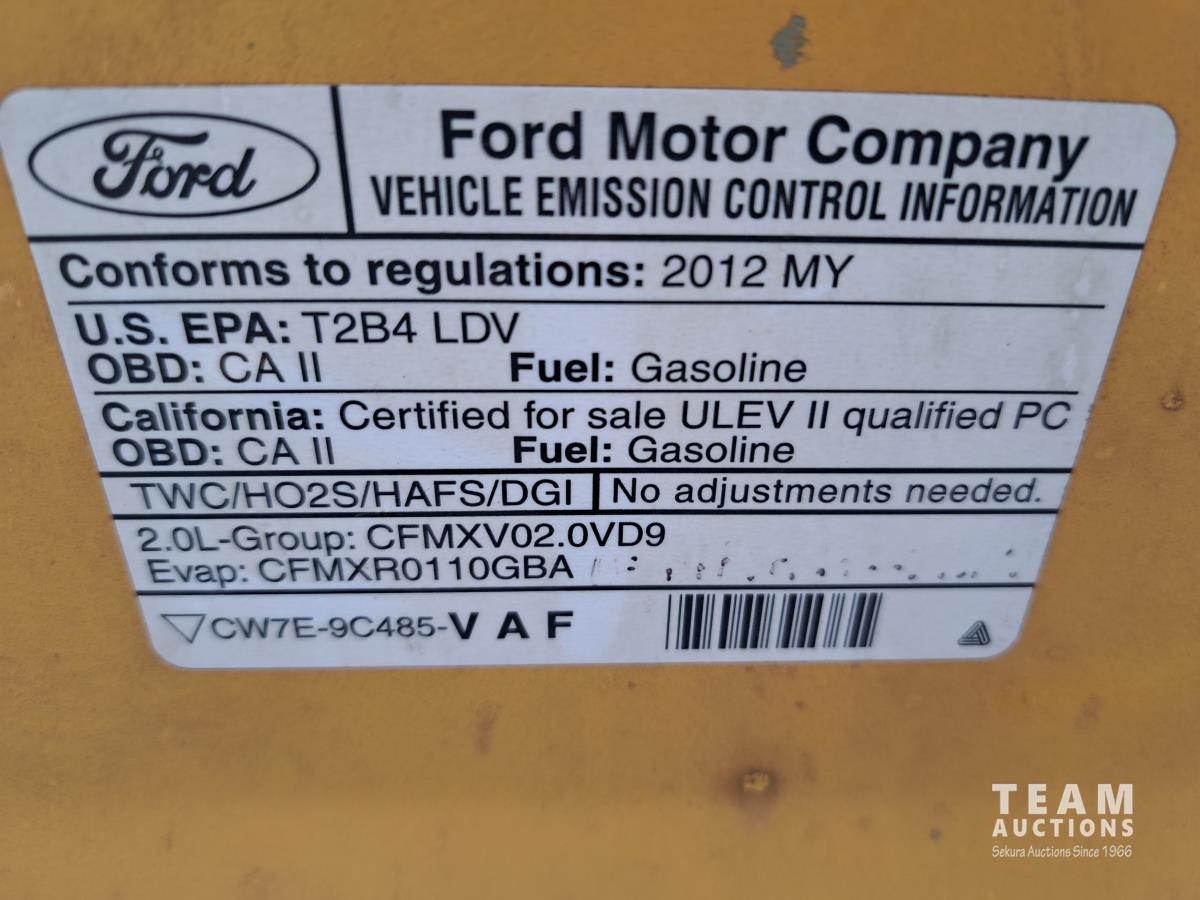 Ford
Ford Motor Company
VEHICLE EMISSION CONTROL INFORMATION
Conforms to regulations: 2012 MY
U.S. EPA: T2B4 LDV
OBD: CA II Fuel: Gasoline
California: Certified for sale ULEV II qualified PC
OBD: CA II Fuel: Gasoline
TWC/HO2S/HAFS/DGI No adjustments needed.
2.0L-Group: CFMXV02.0VD9
Evap: CFMXR0110GBA
CW7E-9C485-V A F
TEAM
AUCTIONS
Sekura Auctions Since 1966